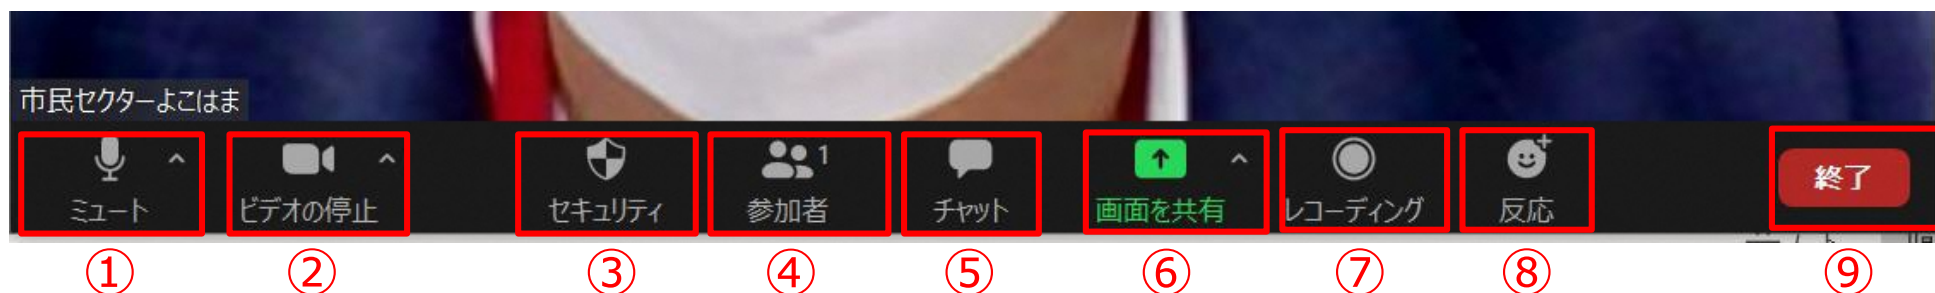 市民セクターよこはま
1
ミュート ビデオの停止 セキュリティ 参加者 チャット 画面を共有 レコーディング 反応 終了
① ② ③ ④ ⑤ ⑥ ⑦ ⑧ ⑨